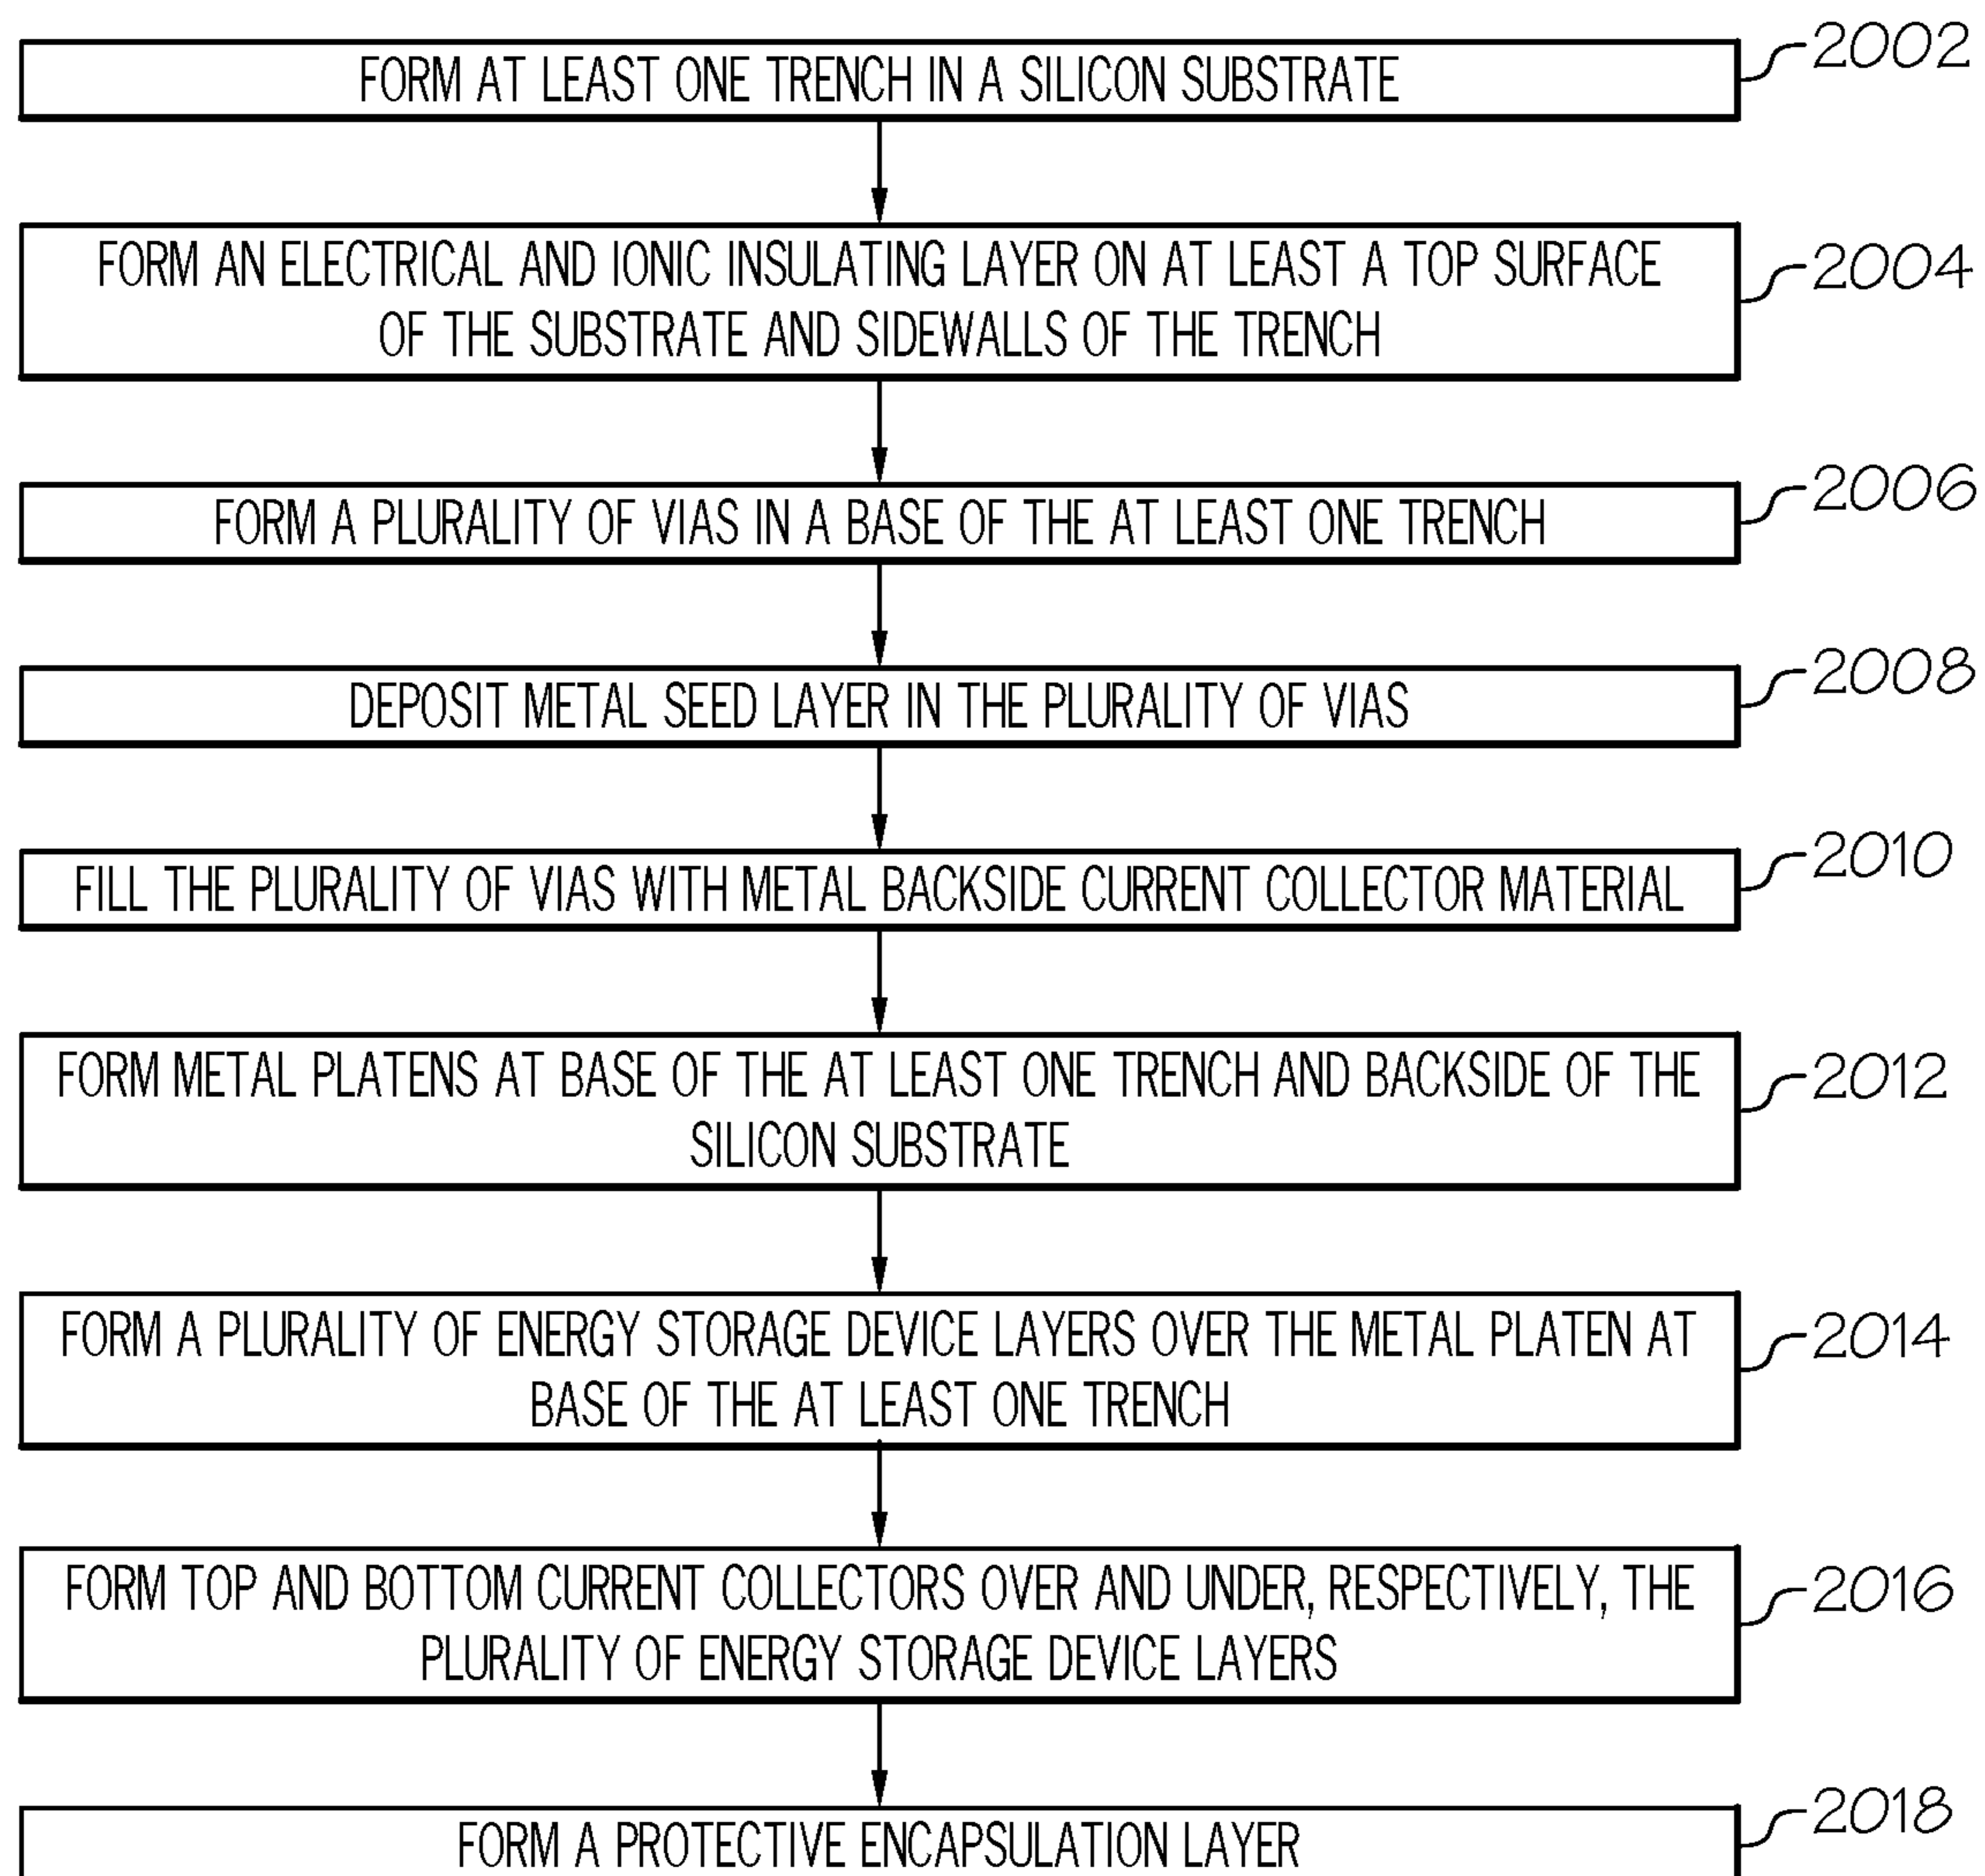 FORM AT LEAST ONE TRENCH IN A SILICON SUBSTRATE
2002
FORM AN ELECTRICAL AND IONIC INSULATING LAYER ON AT LEAST A TOP SURFACE
OF THE SUBSTRATE AND SIDEWALLS OF THE TRENCH
2004
FORM A PLURALITY OF VIAS IN A BASE OF THE AT LEAST ONE TRENCH
2006
DEPOSIT METAL SEED LAYER IN THE PLURALITY OF VIAS
2008
FILL THE PLURALITY OF VIAS WITH METAL BACKSIDE CURRENT COLLECTOR MATERIAL
2010
FORM METAL PLATENS AT BASE OF THE AT LEAST ONE TRENCH AND BACKSIDE OF THE
SILICON SUBSTRATE
2012
FORM A PLURALITY OF ENERGY STORAGE DEVICE LAYERS OVER THE METAL PLATEN AT
BASE OF THE AT LEAST ONE TRENCH
2014
FORM TOP AND BOTTOM CURRENT COLLECTORS OVER AND UNDER, RESPECTIVELY, THE
PLURALITY OF ENERGY STORAGE DEVICE LAYERS
2016
FORM A PROTECTIVE ENCAPSULATION LAYER
2018